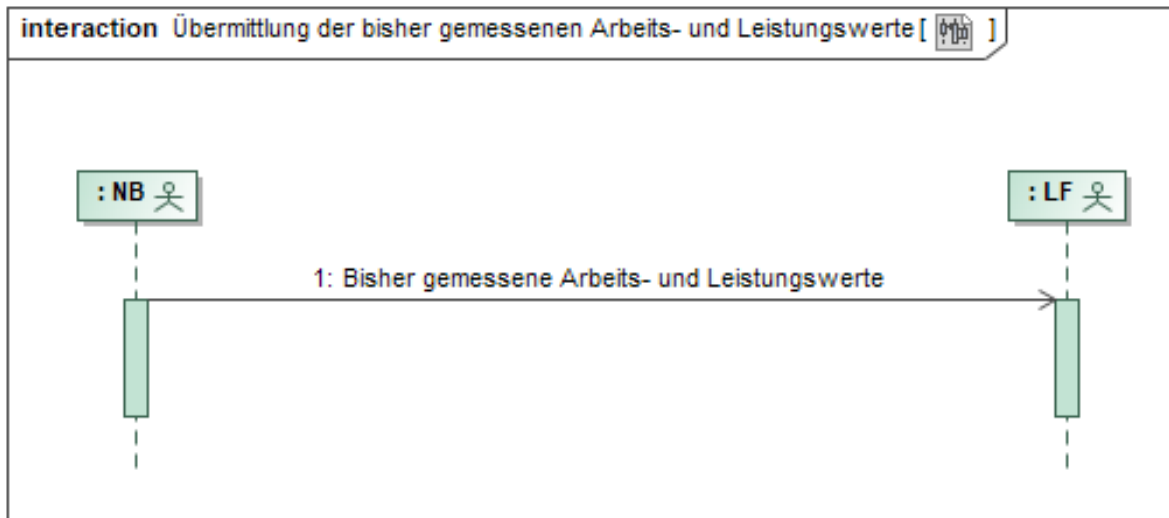 interaction Übermittlung der bisher gemessenen Arbeits- und Leistungswerte [ ]
: NB
: LF
1: Bisher gemessene Arbeits- und Leistungswerte